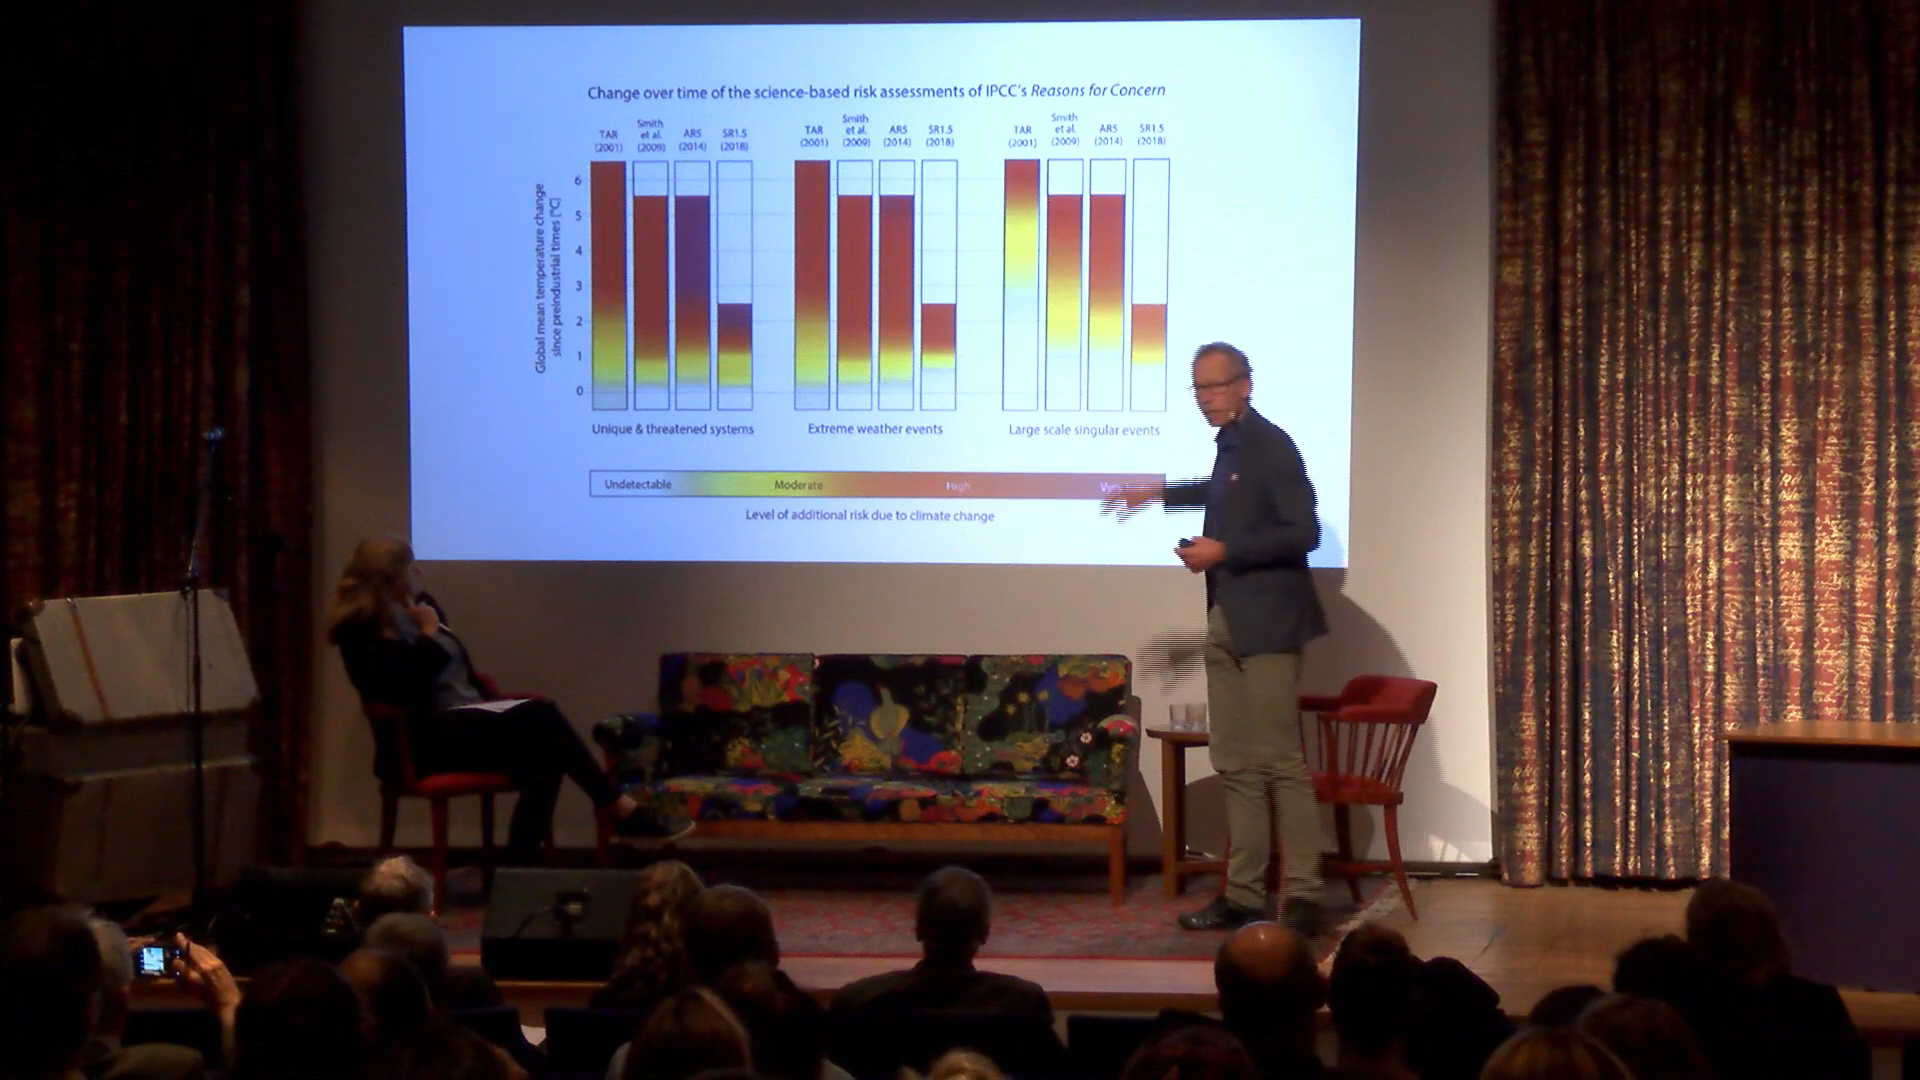 Change over time of the science-based risk assessments of IPCC's Reasons for Concern
TAR
(2001)
Smith
et al.
(2009)
AR5
(2014)
SR1.5
(2018)
TAR
(2001)
Smith
et al.
(2009)
AR5
(2014)
SR1.5
(2018)
TAR
(2001)
Smith
et al.
(2009)
AR5
(2014)
SR1.5
(2018)
Global mean temperature change
since preindustrial times [°C]
6
5
4
3
2
1
0
Unique & threatened systems
Extreme weather events
Large scale singular events
Undetectable
Moderate
High
Level of additional risk due to climate change